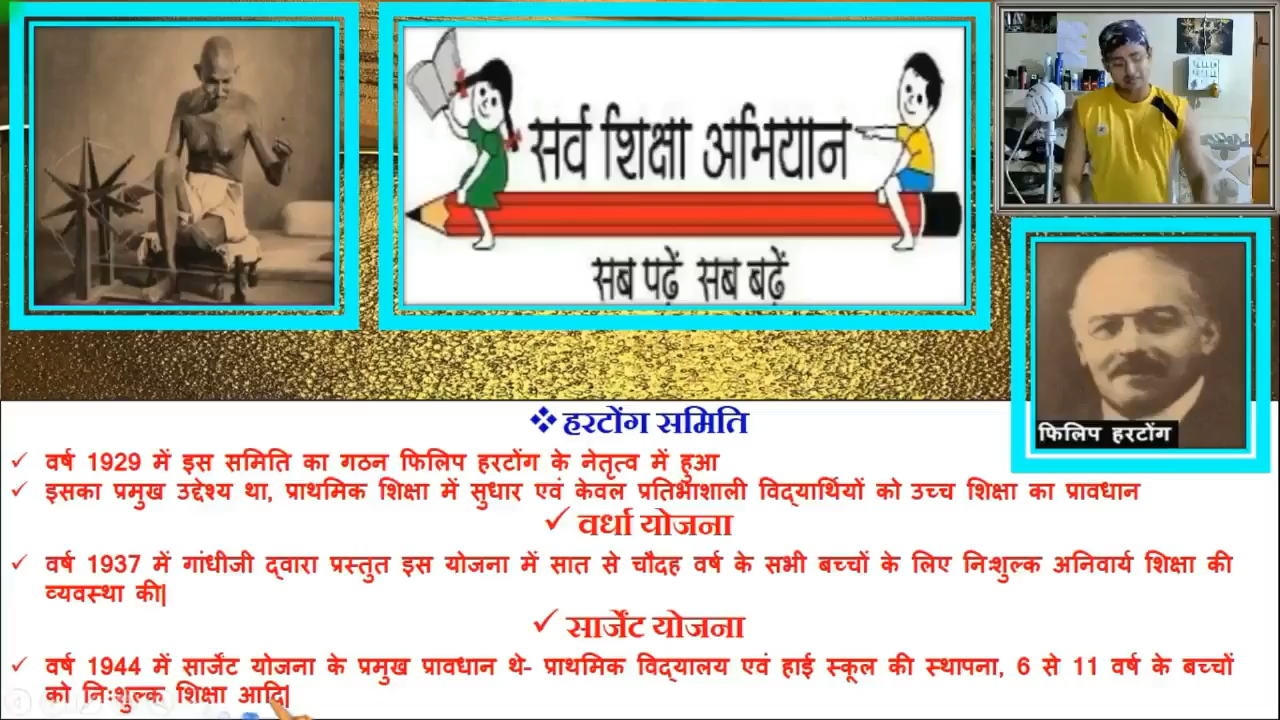 सर्व शिक्षा अभियान
सब पढ़ें सब बढ़ें
फिलिप हरटोंग
हरटोंग समिति
वर्ष 1929 में इस समिति का गठन फिलिप हरटोंग के नेतृत्व में हुआ
इसका प्रमुख उद्देश्य था, प्राथमिक शिक्षा में सुधार एवं केवल प्रतिभाशाली विद्यार्थियों को उच्च शिक्षा का प्रावधान
वर्धा योजना
वर्ष 1937 में गांधीजी द्वारा प्रस्तुत इस योजना में सात से चौदह वर्ष के सभी बच्चों के लिए निःशुल्क अनिवार्य शिक्षा की
व्यवस्था की|
सार्जेंट योजना
वर्ष 1944 में सार्जेंट योजना के प्रमुख प्रावधान थे- प्राथमिक विद्यालय एवं हाई स्कूल की स्थापना, 6 से 11 वर्ष के बच्चों
को निःशुल्क शिक्षा आदि|